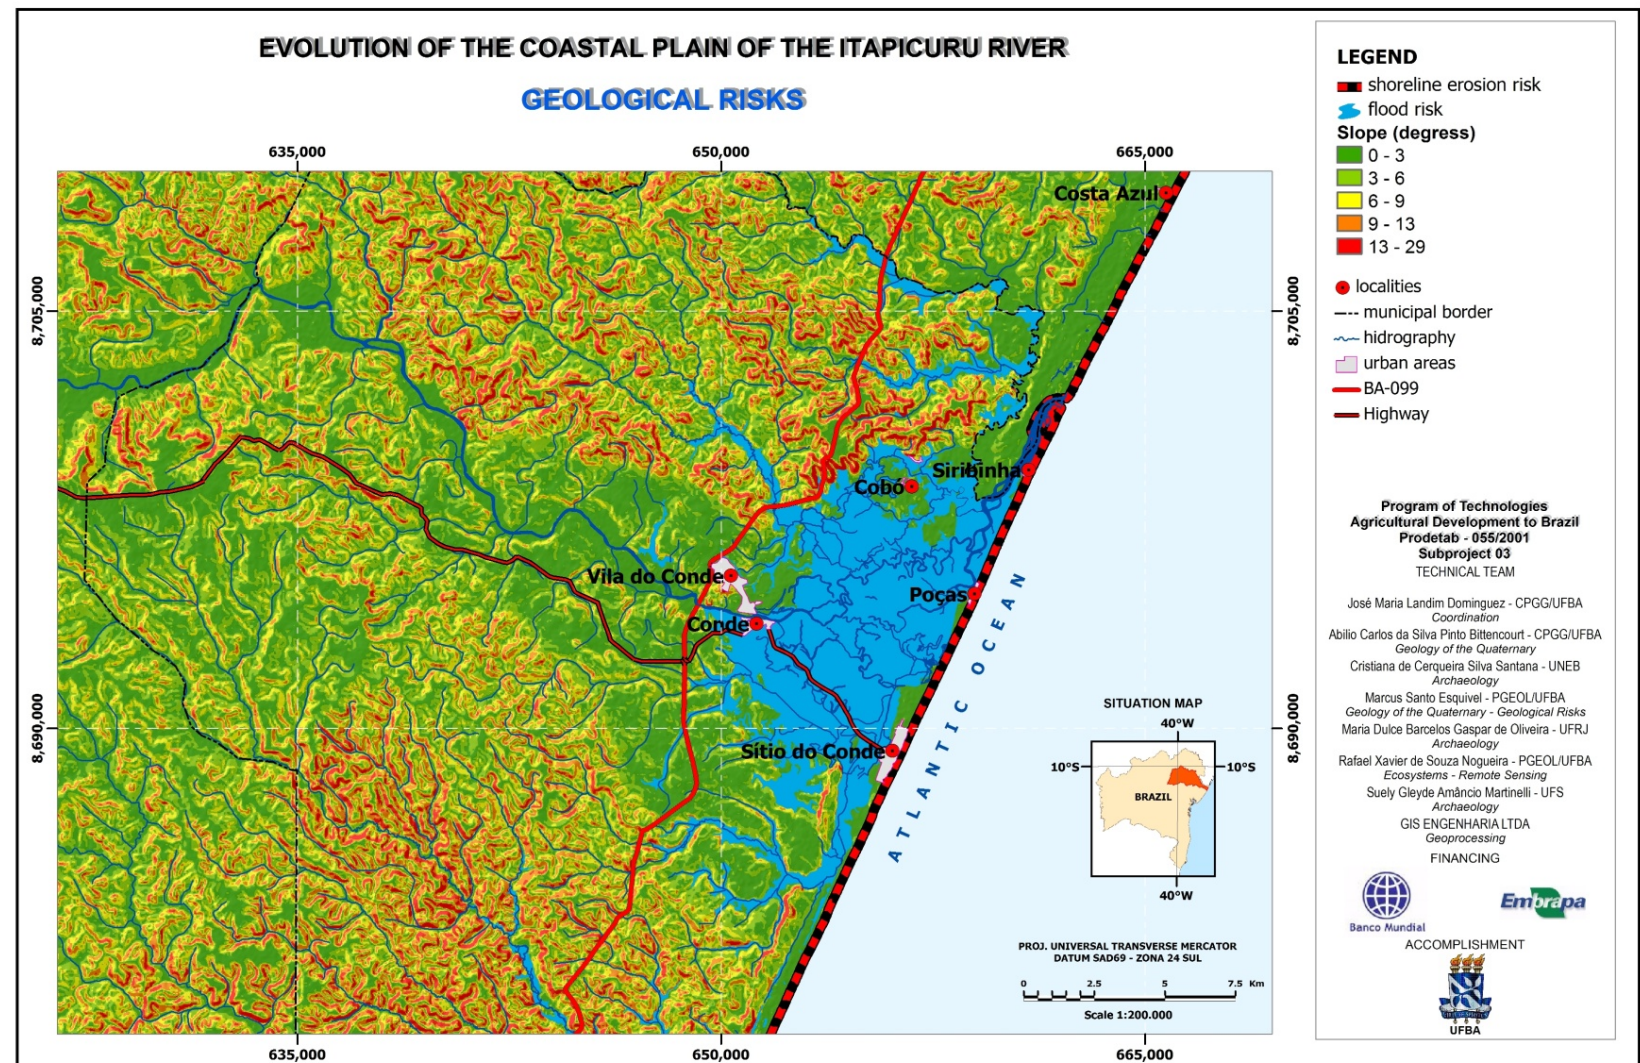 EVOLUTION OF THE COASTAL PLAIN OF THE ITAPICURU RIVER
GEOLOGICAL RISKS
635,000
650,000
665,000
8,705,000
8,705,000
8,690,000
8,690,000
Costa Azul
Siribinha
Cobó
Vila do Conde
Poças
Conde
Sítio do Conde
ATLANTIC OCEAN
SITUATION MAP
40°W
10°S
10°S
BRAZIL
40°W
PROJ. UNIVERSAL TRANSVERSE MERCATOR
DATUM SAD69 - ZONA 24 SUL
0 2.5 5 7.5 Km
Scale 1:200.000
635,000
650,000
665,000
LEGEND
shoreline erosion risk
flood risk
Slope (degress)
0 - 3
3 - 6
6 - 9
9 - 13
13 - 29
localities
municipal border
hidrography
urban areas
BA-099
Highway
Program of Technologies
Agricultural Development to Brazil
Prodetab - 055/2001
Subproject 03
TECHNICAL TEAM
José Maria Landim Dominguez - CPGG/UFBA
Coordination
Abilio Carlos da Silva Pinto Bittencourt - CPGG/UFBA
Geology of the Quaternary
Cristiana de Cerqueira Silva Santana - UNEB
Archaeology
Marcus Santo Esquivel - PGEOL/UFBA
Geology of the Quaternary - Geological Risks
Maria Dulce Barcelos Gaspar de Oliveira - UFRJ
Archaeology
Rafael Xavier de Souza Nogueira - PGEOL/UFBA
Ecosystems - Remote Sensing
Suely Gleyde Amâncio Martinelli - UFS
Archaeology
GIS ENGENHARIA LTDA
Geoprocessing
FINANCING
Banco Mundial
Embrapa
ACCOMPLISHMENT
UFBA